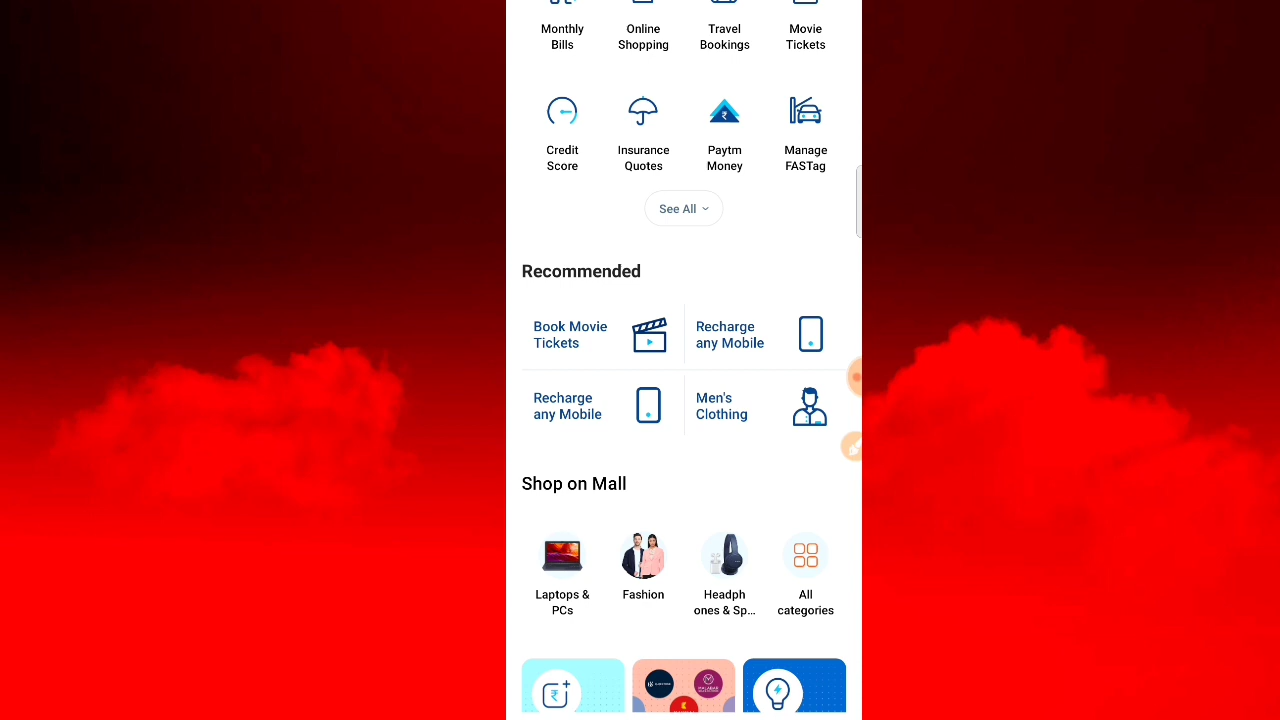 Monthly Bills
Online Shopping
Travel Bookings
Movie Tickets
Credit Score
Insurance Quotes
Paytm Money
Manage FASTag
See All
Recommended
Book Movie Tickets
Recharge any Mobile
Recharge any Mobile
Men's Clothing
Shop on Mall
Laptops & PCs
Fashion
Headph ones & Sp...
All categories